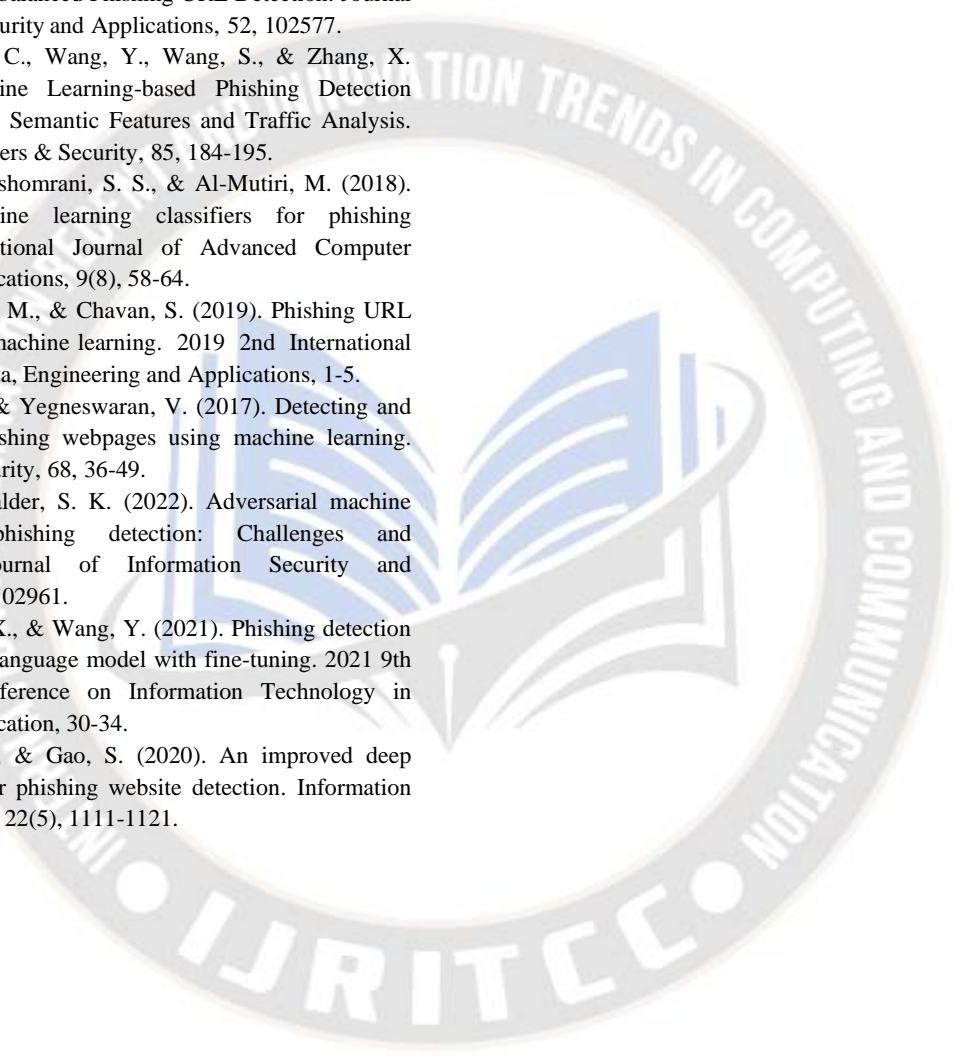 balanced Phishing URL Detection. Journal
urity and Applications, 52, 102577.
C., Wang, Y., Wang, S., & Zhang, X.
ine Learning-based Phishing Detection
Semantic Features and Traffic Analysis.
ers & Security, 85, 184-195.
shomrani, S. S., & Al-Mutiri, M. (2018).
ine learning classifiers for phishing
tional Journal of Advanced Computer
cations, 9(8), 58-64.
M., & Chavan, S. (2019). Phishing URL
machine learning. 2019 2nd International
a, Engineering and Applications, 1-5.
& Yegneswaran, V. (2017). Detecting and
shing webpages using machine learning.
rity, 68, 36-49.
lder, S. K. (2022). Adversarial machine
phishing detection: Challenges and
ournal of Information Security and
02961.
X., & Wang, Y. (2021). Phishing detection
language model with fine-tuning. 2021 9th
ference on Information Technology in
cation, 30-34.
& Gao, S. (2020). An improved deep
r phishing website detection. Information
22(5), 1111-1121.
TION TRENDS IN COMPUTING AND COMMUNICATION
IJRITCC